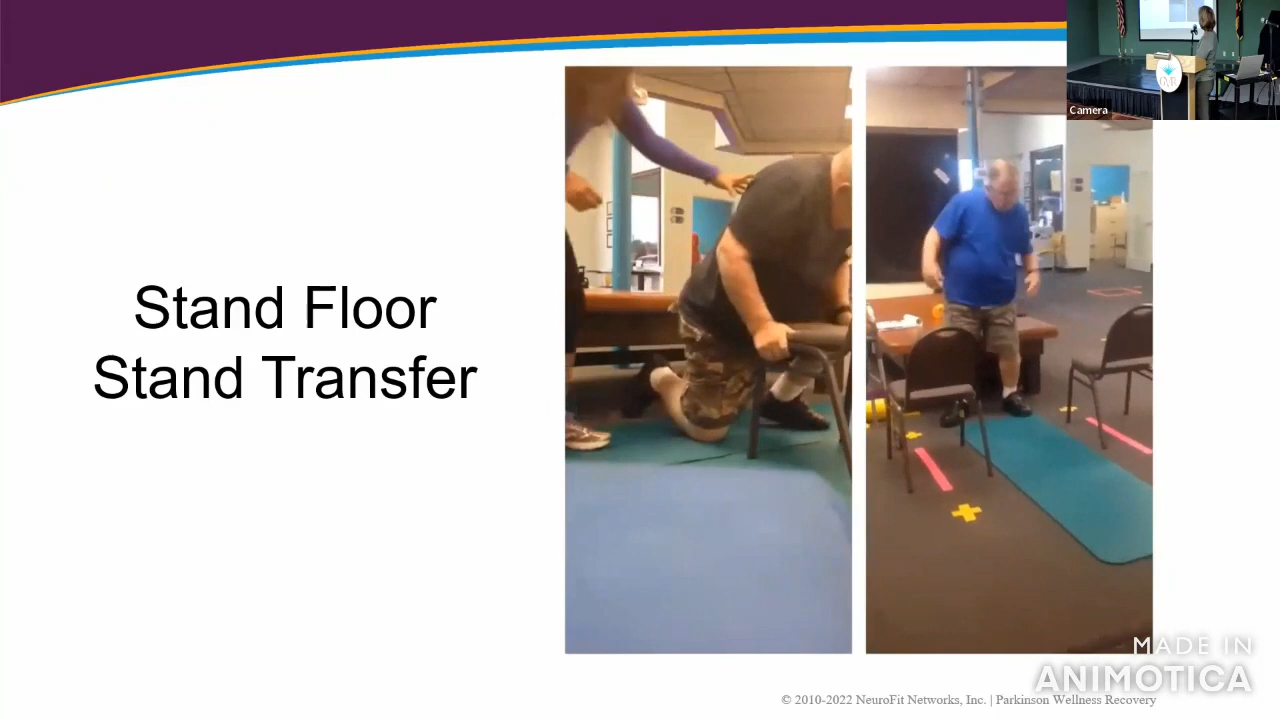 Camera
Stand Floor
Stand Transfer
MADE IN
ANIMOTICA
© 2010-2022 NeuroFit Networks, Inc. | Parkinson Wellness Recovery